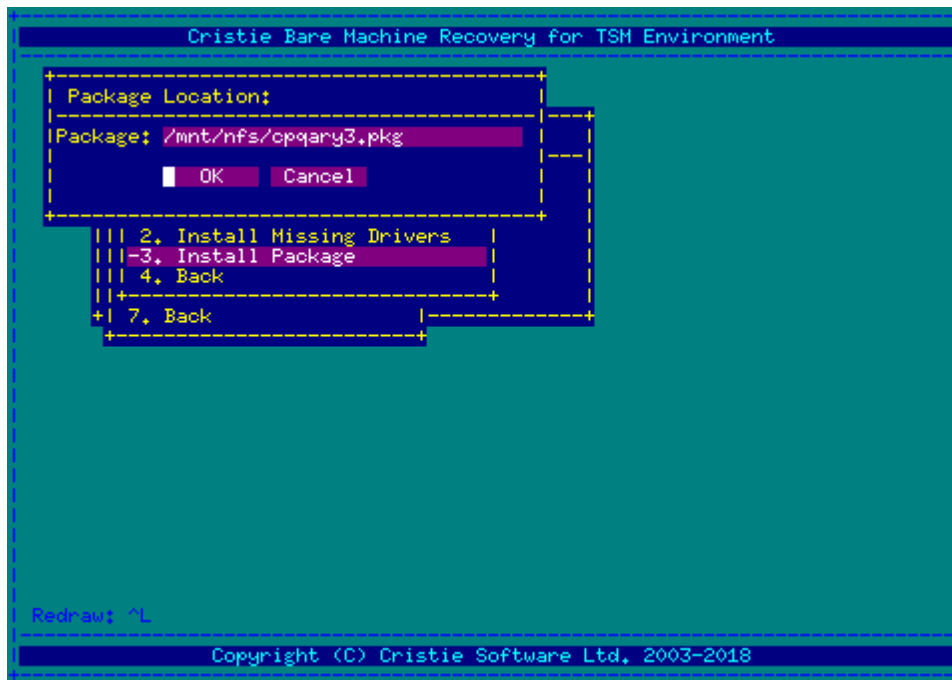 Cristie Bare Machine Recovery for TSM Environment
Package Location:
Package: /mnt/nfs/cpqary3.pkg
OK Cancel
2. Install Missing Drivers
3. Install Package
4. Back
7. Back
Redraw: ^L
Copyright (C) Cristie Software Ltd. 2003-2018